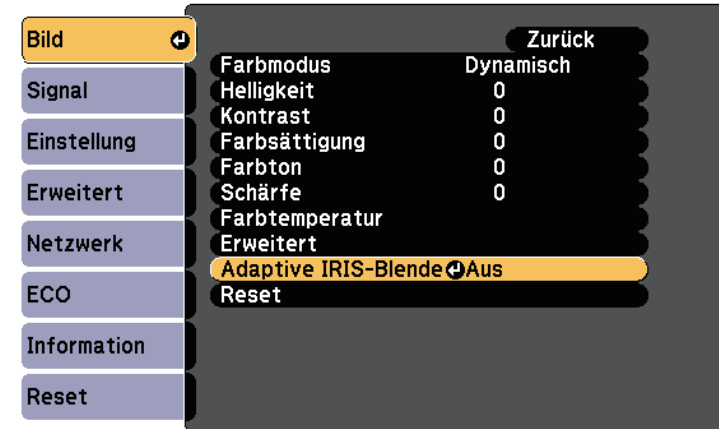 Bild
Signal
Einstellung
Erweitert
Netzwerk
ECO
Information
Reset
Zurück
Farbmodus Dynamisch
Helligkeit 0
Kontrast 0
Farbsättigung 0
Farbton 0
Schärfe 0
Farbtemperatur
Erweitert
Adaptive IRIS-Blende Aus
Reset